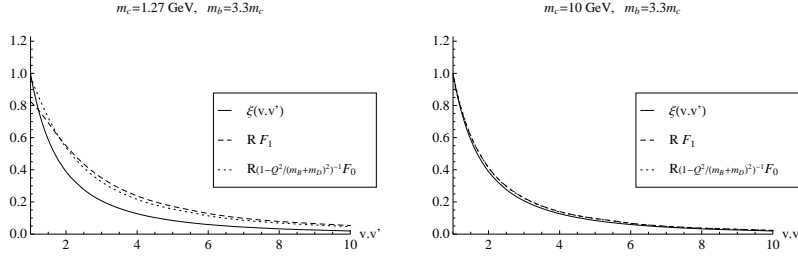 m_c=1.27 GeV, m_b=3.3m_c
1.2
1.0
0.8
0.6
0.4
0.2
0.0
2 4 6 8 10
v.v'
ξ(v.v')
R F_1
R(1-Q^2/(m_B+m_D)^2)^{-1}F_0
m_c=10 GeV, m_b=3.3m_c
1.2
1.0
0.8
0.6
0.4
0.2
0.0
2 4 6 8 10
v.v
ξ(v.v')
R F_1
R(1-Q^2/(m_B+m_D)^2)^{-1}F_0